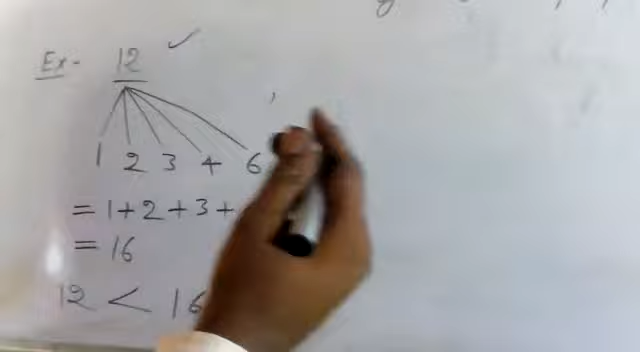 Ex- 12
1 2 3 4 6
= 1+2+3+
= 16
12 < 16